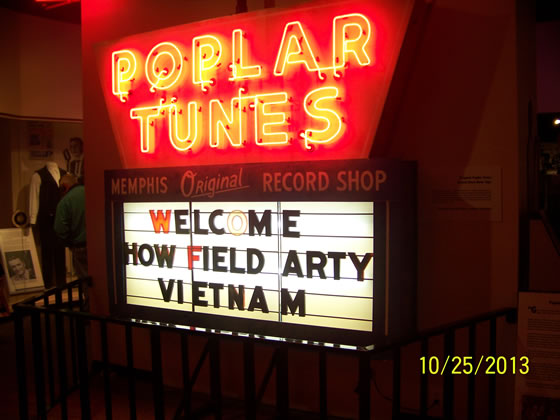 POPLAR
TUNES
MEMPHIS Original RECORD SHOP
WELCOME
HOW FIELD ARTY
VIETNAM
10/25/2013